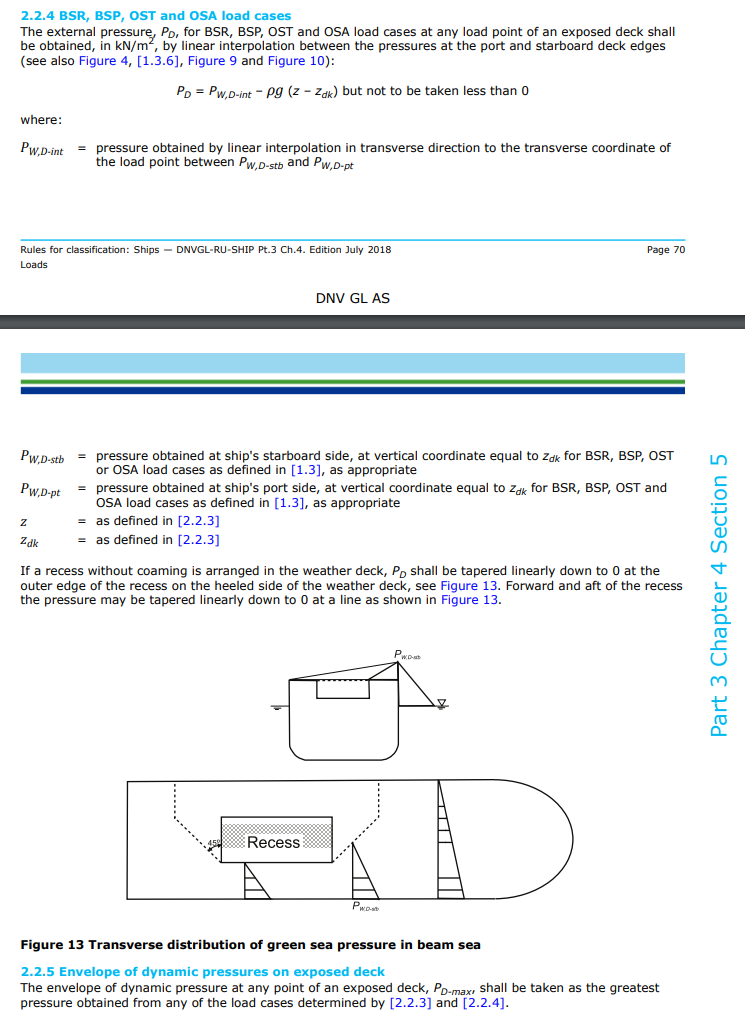 2.2.4 BSR, BSP, OST and OSA load cases
The external pressure, PD, for BSR, BSP, OST and OSA load cases at any load point of an exposed deck shall
be obtained, in kN/m², by linear interpolation between the pressures at the port and starboard deck edges
(see also Figure 4, [1.3.6], Figure 9 and Figure 10):
PD = PW,D-int − ρg (z − zdk) but not to be taken less than 0
where:
PW,D-int = pressure obtained by linear interpolation in transverse direction to the transverse coordinate of
the load point between PW,D-stb and PW,D-pt
Rules for classification: Ships — DNVGL-RU-SHIP Pt.3 Ch.4. Edition July 2018 Page 70
Loads
DNV GL AS
PW,D-stb = pressure obtained at ship's starboard side, at vertical coordinate equal to zdk for BSR, BSP, OST
or OSA load cases as defined in [1.3], as appropriate
PW,D-pt = pressure obtained at ship's port side, at vertical coordinate equal to zdk for BSR, BSP, OST and
OSA load cases as defined in [1.3], as appropriate
z = as defined in [2.2.3]
zdk = as defined in [2.2.3]
If a recess without coaming is arranged in the weather deck, PD shall be tapered linearly down to 0 at the
outer edge of the recess on the heeled side of the weather deck, see Figure 13. Forward and aft of the recess
the pressure may be tapered linearly down to 0 at a line as shown in Figure 13.
Part 3 Chapter 4 Section 5
PW,D-stb
45°
Recess
PW,D-stb
Figure 13 Transverse distribution of green sea pressure in beam sea
2.2.5 Envelope of dynamic pressures on exposed deck
The envelope of dynamic pressure at any point of an exposed deck, PD-max, shall be taken as the greatest
pressure obtained from any of the load cases determined by [2.2.3] and [2.2.4].